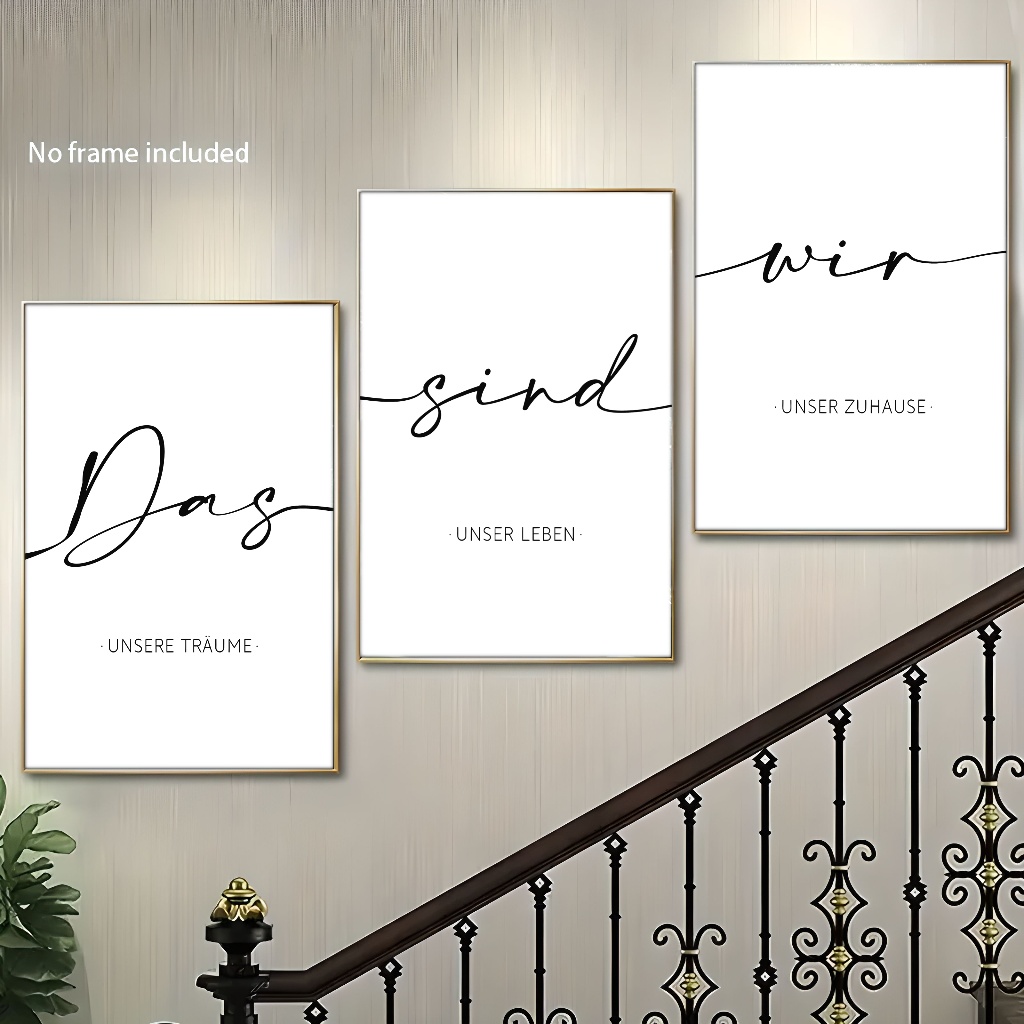 No frame included
Das
· UNSERE TRÄUME ·
sind
· UNSER LEBEN ·
wir
· UNSER ZUHAUSE ·